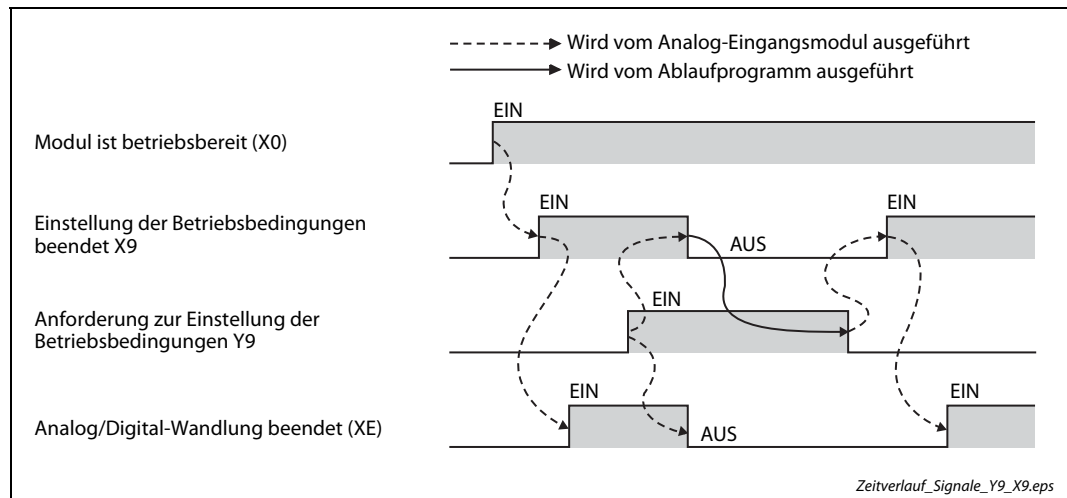 Wird vom Analog-Eingangsmodul ausgeführt
Wird vom Ablaufprogramm ausgeführt
EIN
Modul ist betriebsbereit (X0)
EIN
EIN
Einstellung der Betriebsbedingungen
beendet X9
AUS
EIN
Anforderung zur Einstellung der
Betriebsbedingungen Y9
EIN
EIN
Analog/Digital-Wandlung beendet (XE)
AUS
Zeitverlauf_Signale_Y9_X9.eps